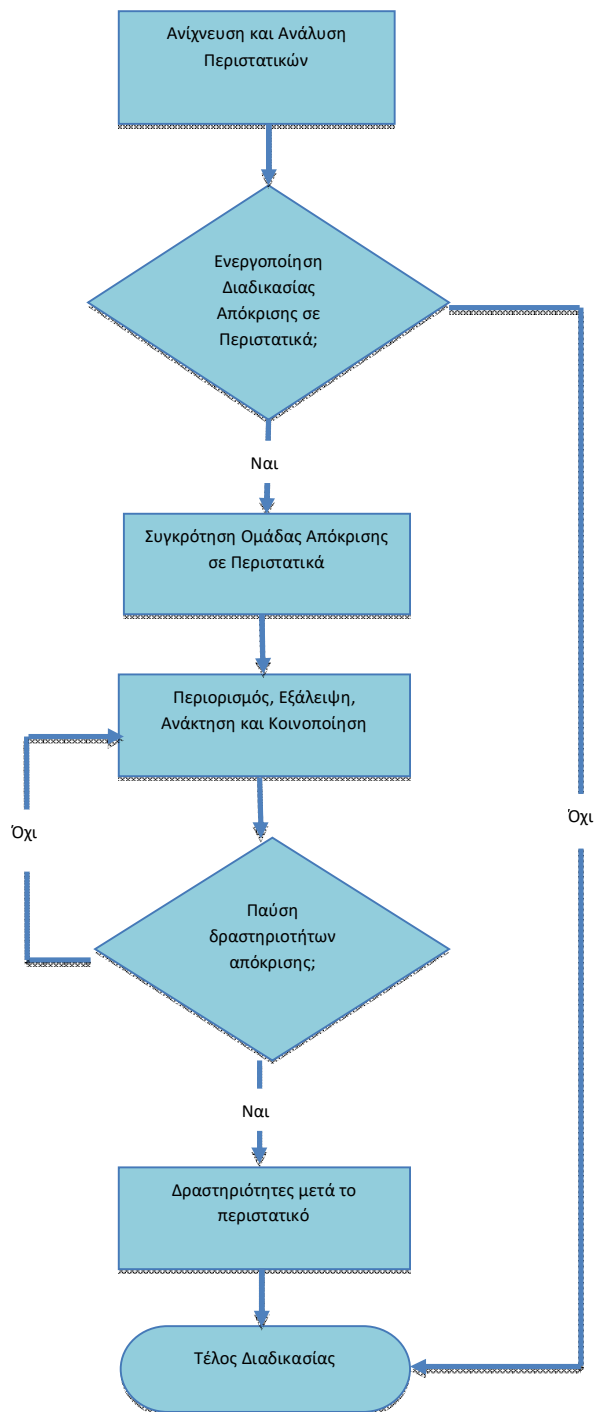 Ανίχνευση και Ανάλυση
Περιστατικών
Ενεργοποίηση
Διαδικασίας
Απόκρισης σε
Περιστατικά;
Ναι
Συγκρότηση Ομάδας Απόκρισης
σε Περιστατικά
Περιορισμός, Εξάλειψη,
Ανάκτηση και Κοινοποίηση
Όχι
Όχι
Παύση
δραστηριοτήτων
απόκρισης;
Ναι
Δραστηριότητες μετά το
περιστατικό
Τέλος Διαδικασίας